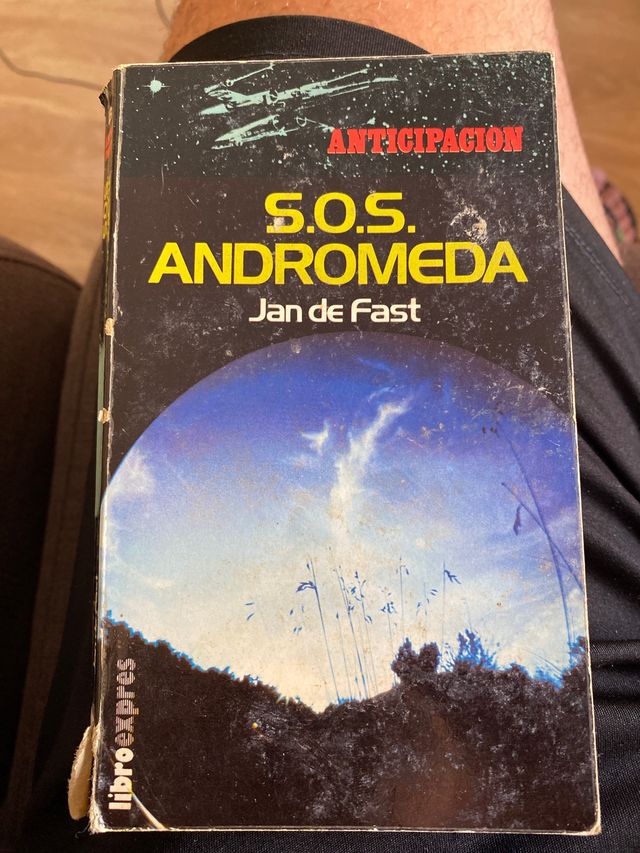 ANTICIPACION
S.O.S.
ANDROMEDA
Jan de Fast
libroexpres